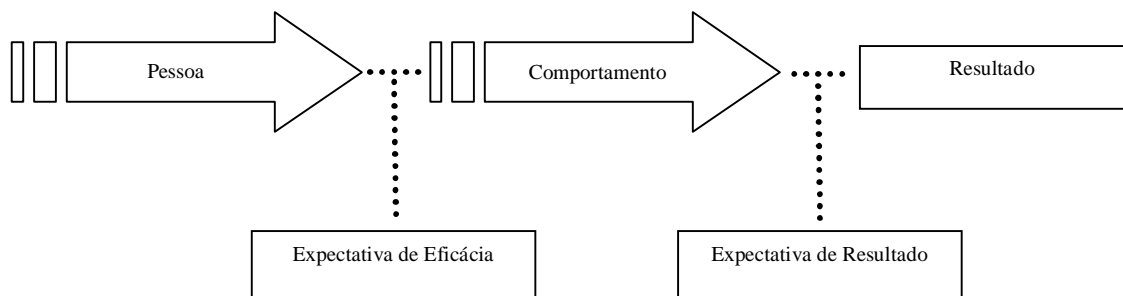 Pessoa
Comportamento
Resultado
Expectativa de Eficácia
Expectativa de Resultado